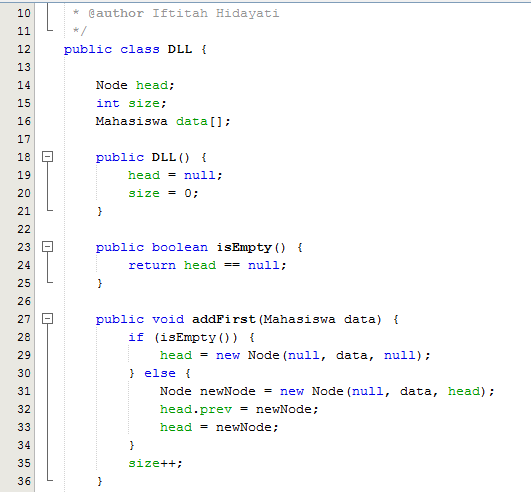 10 * @author Iftitah Hidayati
11 */
12 public class DLL {
13
14 Node head;
15 int size;
16 Mahasiswa data[];
17
18 public DLL() {
19 head = null;
20 size = 0;
21 }
22
23 public boolean isEmpty() {
24 return head == null;
25 }
26
27 public void addFirst(Mahasiswa data) {
28 if (isEmpty()) {
29 head = new Node(null, data, null);
30 } else {
31 Node newNode = new Node(null, data, head);
32 head.prev = newNode;
33 head = newNode;
34 }
35 size++;
36 }